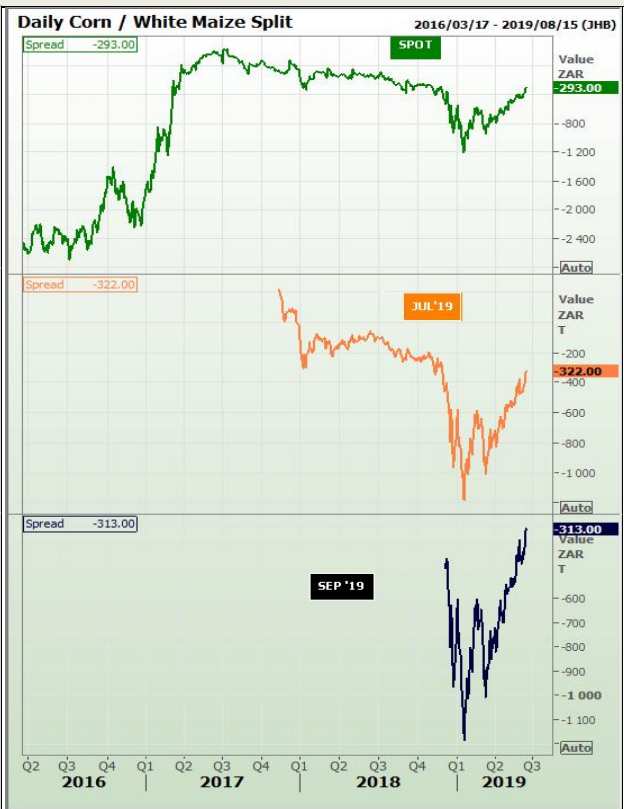 Daily Corn / White Maize Split 2016/03/17 - 2019/08/15 (JHB)
Spread -293.00
SPOT
Value
ZAR
-293.00
-800
-1 200
-1 600
-2 000
-2 400
Auto
Spread -322.00
JUL'19
Value
ZAR
T
-200
-322.00
-400
-600
-800
-1 000
Auto
Spread -313.00
-313.00
Value
ZAR
T
SEP '19
-600
-700
-800
-900
-1 000
-1 100
Auto
Q2 Q3 Q4 Q1 Q2 Q3 Q4 Q1 Q2 Q3 Q4 Q1 Q2 Q3
2016 2017 2018 2019